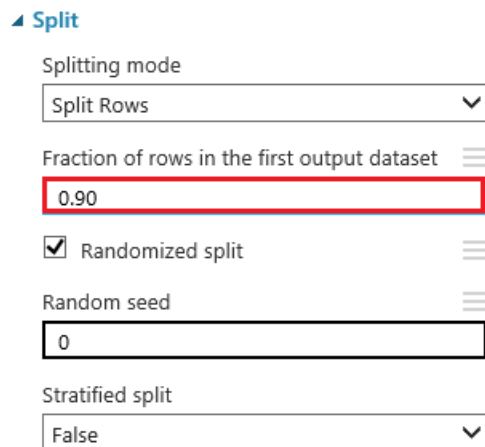 Split
Splitting mode
Split Rows
Fraction of rows in the first output dataset
0.90
Randomized split
Random seed
0
Stratified split
False